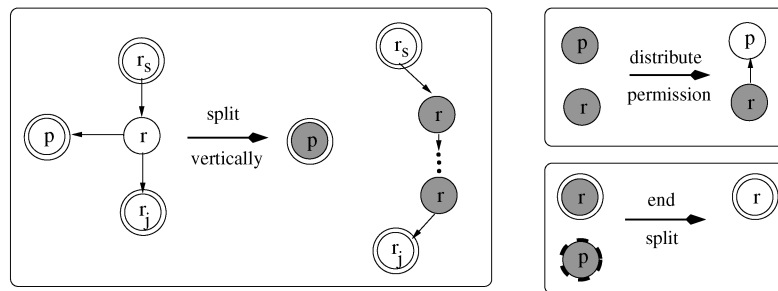 r_s
p
r
r_j
split
vertically
p
r_s
r
r
r_j
p
r
distribute
permission
p
r
r
p
end
split
r